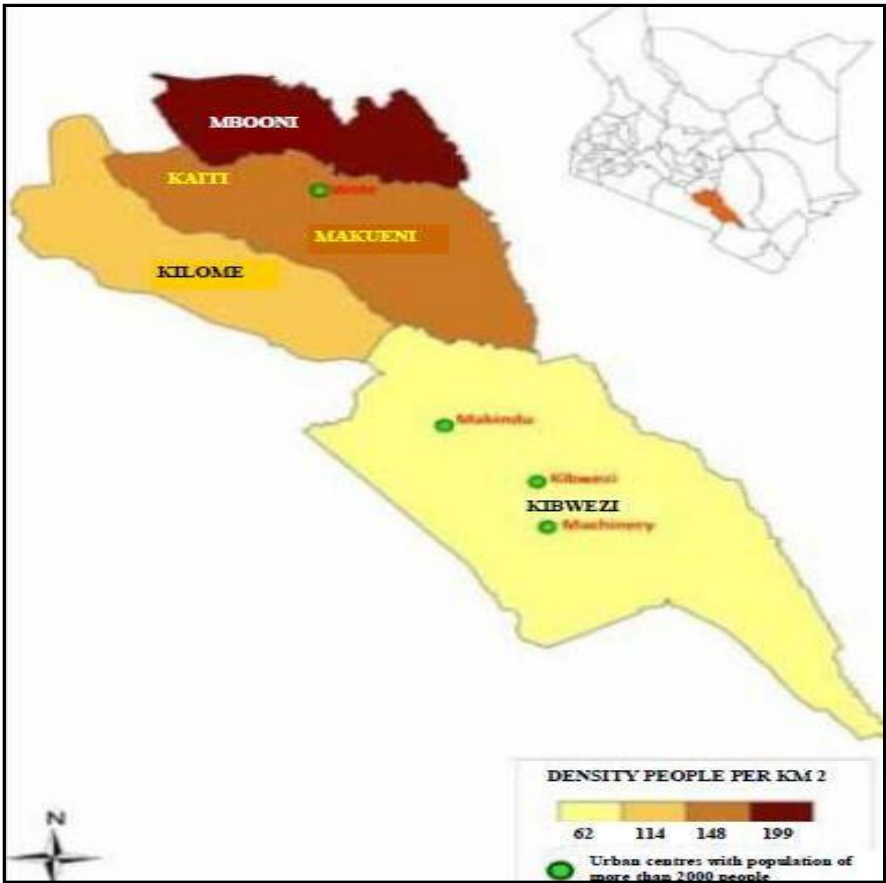 MBOONI
KAITI
MAKUENI
KILOME
Makindu
Kibwezi
KIBWEZI
Machinery
DENSITY PEOPLE PER KM 2
62 114 148 199
Urban centres with population of
more than 2000 people
N